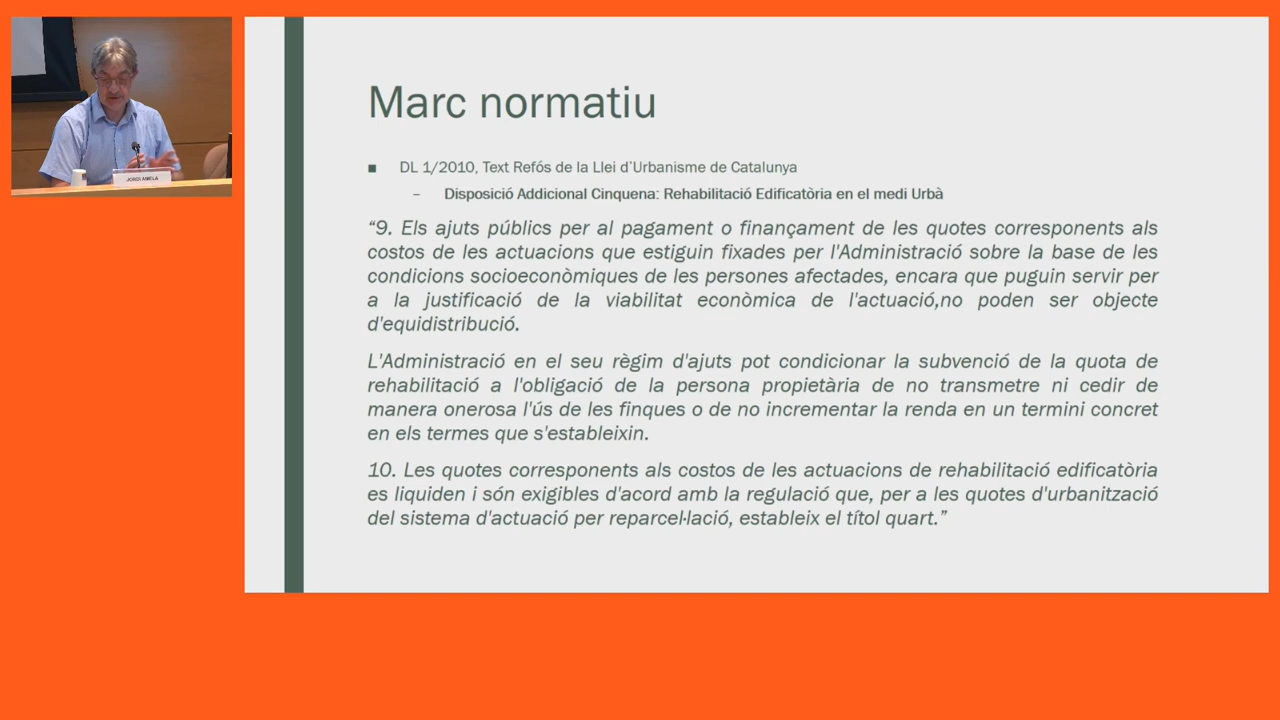 Marc normatiu
DL 1/2010, Text Refós de la Llei d'Urbanisme de Catalunya
– Disposició Addicional Cinquena: Rehabilitació Edificatòria en el medi Urbà
“9. Els ajuts públics per al pagament o finançament de les quotes corresponents als
costos de les actuacions que estiguin fixades per l'Administració sobre la base de les
condicions socioeconòmiques de les persones afectades, encara que puguin servir per
a la justificació de la viabilitat econòmica de l'actuació,no poden ser objecte
d'equidistribució.
L'Administració en el seu règim d'ajuts pot condicionar la subvenció de la quota de
rehabilitació a l'obligació de la persona propietària de no transmetre ni cedir de
manera onerosa l'ús de les finques o de no incrementar la renda en un termini concret
en els termes que s'estableixin.
10. Les quotes corresponents als costos de les actuacions de rehabilitació edificatòria
es liquiden i són exigibles d'acord amb la regulació que, per a les quotes d'urbanització
del sistema d'actuació per reparcel·lació, estableix el títol quart.”
JORDI ABELA